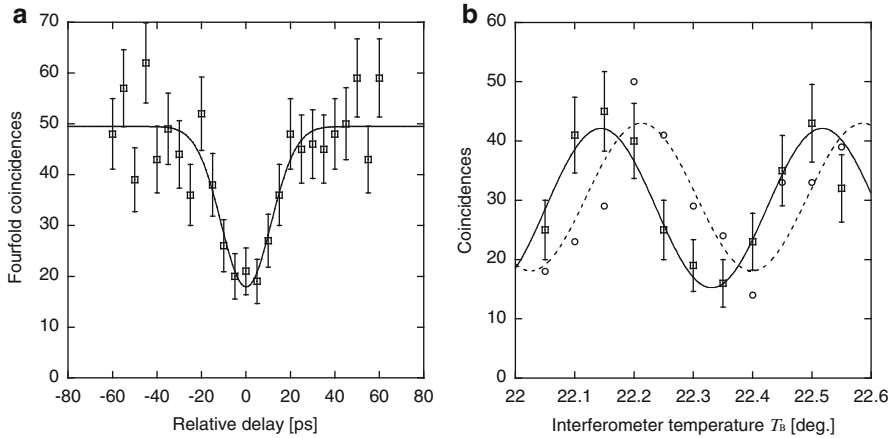 a
70
60
50
40
30
20
10
0
-80 -60 -40 -20 0 20 40 60 80
Fourfold coincidences
Relative delay [ps]
b
60
50
40
30
20
10
0
22 22.1 22.2 22.3 22.4 22.5 22.6
Coincidences
Interferometer temperature T_B [deg.]